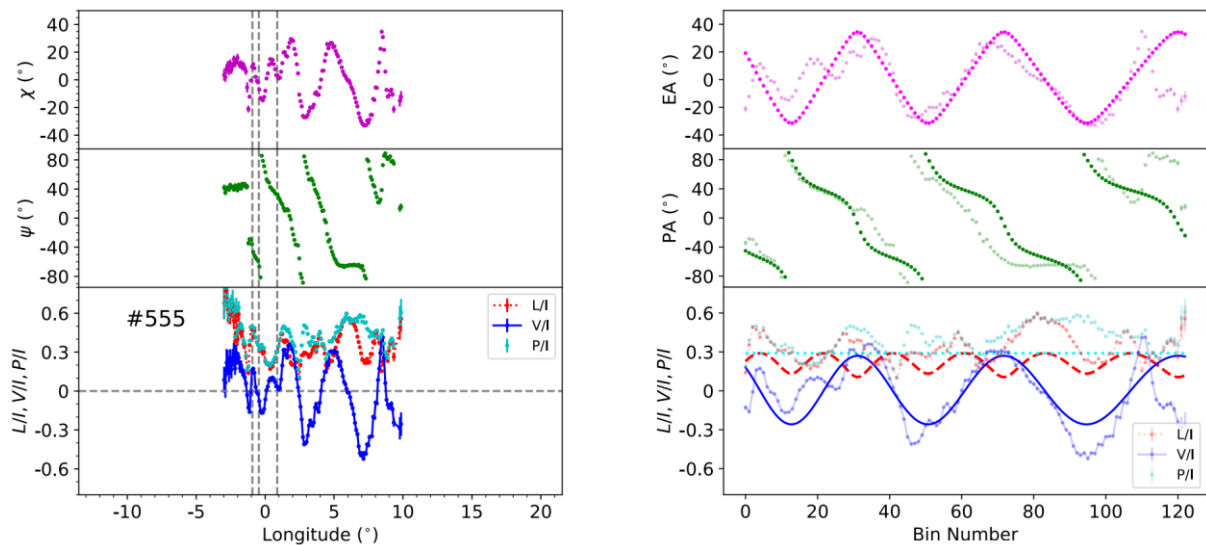 χ (°)
40
20
0
-20
-40
ψ (°)
80
40
0
-40
-80
L/I, V/I, P/I
0.6
0.3
0
-0.3
-0.6
#555
L/I
V/I
P/I
-10 -5 0 5 10 15 20
Longitude (°)
EA (°)
40
20
0
-20
-40
PA (°)
80
40
0
-40
-80
L/I, V/I, P/I
0.6
0.3
0
-0.3
-0.6
L/I
V/I
P/I
0 20 40 60 80 100 120
Bin Number